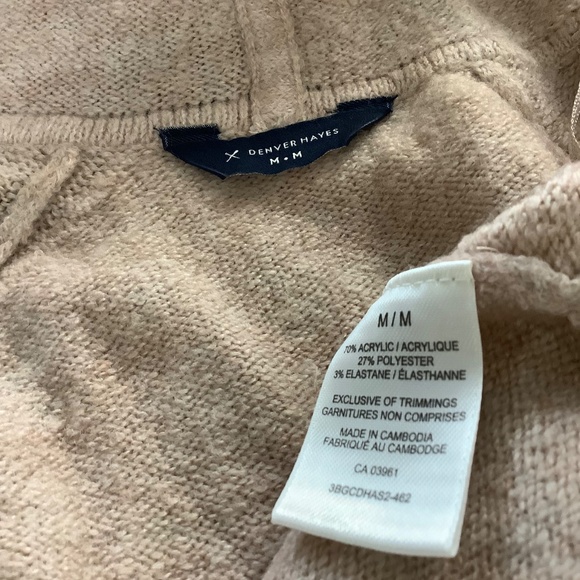 DENVER HAYES
M • M
M / M
70% ACRYLIC / ACRYLIQUE
27% POLYESTER
3% ELASTANE / ÉLASTHANNE
EXCLUSIVE OF TRIMMINGS
GARNITURES NON COMPRISES
MADE IN CAMBODIA
FABRIQUÉ AU CAMBODGE
CA 03961
3BGCDHAS2-462